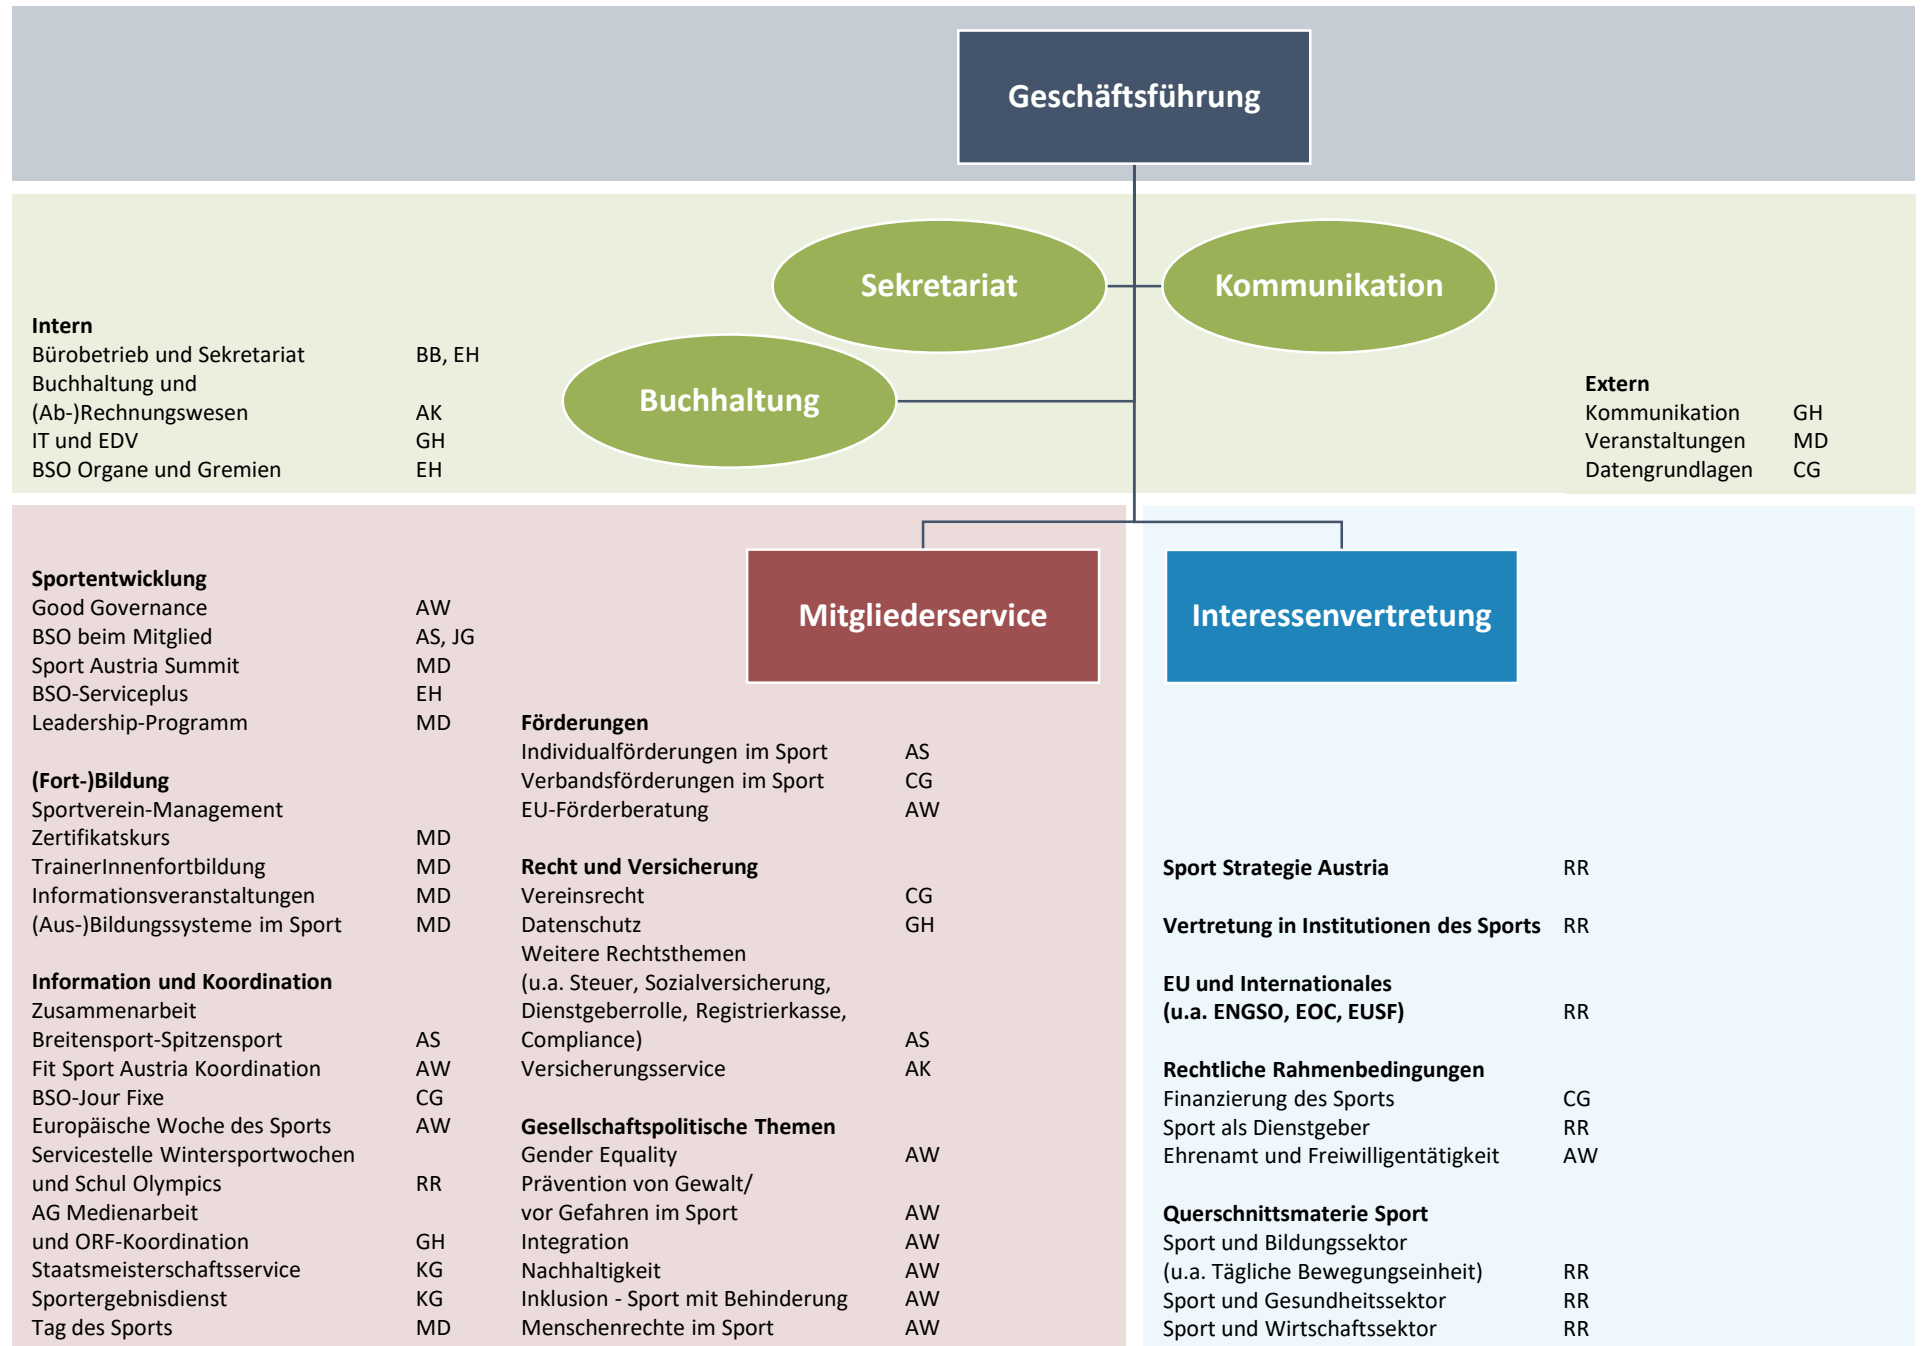 Geschäftsführung
Sekretariat
Kommunikation
Buchhaltung
Intern
Bürobetrieb und Sekretariat BB, EH
Buchhaltung und
(Ab-)Rechnungswesen AK
IT und EDV GH
BSO Organe und Gremien EH
Extern
Kommunikation GH
Veranstaltungen MD
Datengrundlagen CG
Mitgliederservice
Interessenvertretung
Sportentwicklung
Good Governance AW
BSO beim Mitglied AS, JG
Sport Austria Summit MD
BSO-Serviceplus EH
Leadership-Programm MD
(Fort-)Bildung
Sportverein-Management
Zertifikatskurs MD
TrainerInnenfortbildung MD
Informationsveranstaltungen MD
(Aus-)Bildungssysteme im Sport MD
Information und Koordination
Zusammenarbeit
Breitensport-Spitzensport AS
Fit Sport Austria Koordination AW
BSO-Jour Fixe CG
Europäische Woche des Sports AW
Servicestelle Wintersportwochen
und Schul Olympics RR
AG Medienarbeit
und ORF-Koordination GH
Staatsmeisterschaftsservice KG
Sportergebnisdienst KG
Tag des Sports MD
Förderungen
Individualförderungen im Sport AS
Verbandsförderungen im Sport CG
EU-Förderberatung AW
Recht und Versicherung
Vereinsrecht CG
Datenschutz GH
Weitere Rechtsthemen
(u.a. Steuer, Sozialversicherung,
Dienstgeberrolle, Registrierkasse,
Compliance) AS
Versicherungsservice AK
Gesellschaftspolitische Themen
Gender Equality AW
Prävention von Gewalt/
vor Gefahren im Sport AW
Integration AW
Nachhaltigkeit AW
Inklusion - Sport mit Behinderung AW
Menschenrechte im Sport AW
Sport Strategie Austria RR
Vertretung in Institutionen des Sports RR
EU und Internationales
(u.a. ENGSO, EOC, EUSF) RR
Rechtliche Rahmenbedingungen
Finanzierung des Sports CG
Sport als Dienstgeber RR
Ehrenamt und Freiwilligentätigkeit AW
Querschnittsmaterie Sport
Sport und Bildungssektor
(u.a. Tägliche Bewegungseinheit) RR
Sport und Gesundheitssektor RR
Sport und Wirtschaftssektor RR